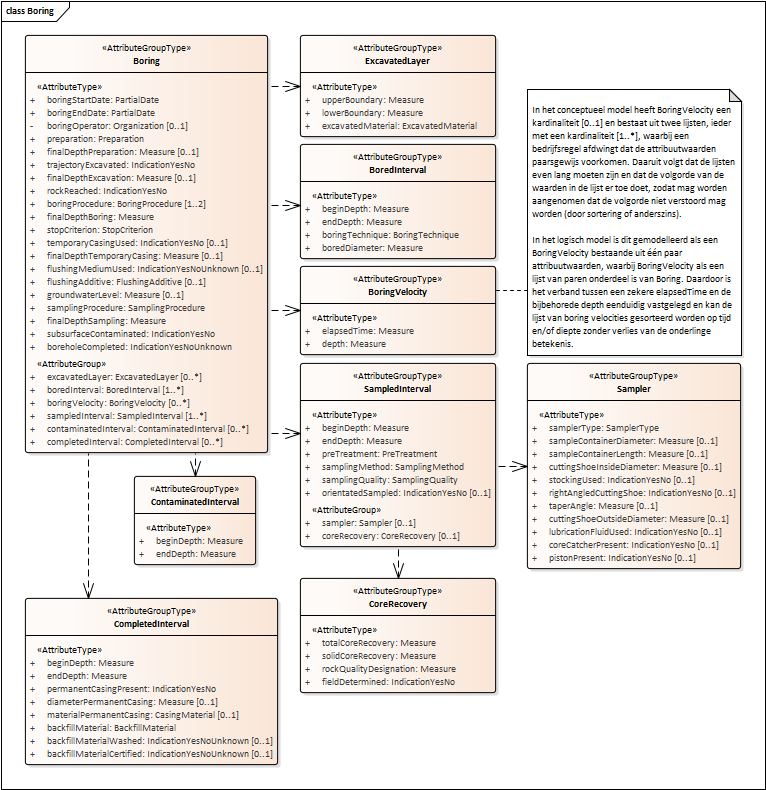 class Boring
«AttributeGroupType»
Boring
«AttributeType»
+ boringStartDate: PartialDate
+ boringEndDate: PartialDate
- boringOperator: Organization [0..1]
+ preparation: Preparation
+ finalDepthPreparation: Measure [0..1]
+ trajectoryExcavated: IndicationYesNo
+ finalDepthExcavation: Measure [0..1]
+ rockReached: IndicationYesNo
+ boringProcedure: BoringProcedure [1..2]
+ finalDepthBoring: Measure
+ stopCriterion: StopCriterion
+ temporaryCasingUsed: IndicationYesNo [0..1]
+ finalDepthTemporaryCasing: Measure [0..1]
+ flushingMediumUsed: IndicationYesNoUnknown [0..1]
+ flushingAdditive: FlushingAdditive [0..1]
+ groundwaterLevel: Measure [0..1]
+ samplingProcedure: SamplingProcedure
+ finalDepthSampling: Measure
+ subsurfaceContaminated: IndicationYesNo
+ boreholeCompleted: IndicationYesNoUnknown
«AttributeGroup»
+ excavatedLayer: ExcavatedLayer [0..*]
+ boredInterval: BoredInterval [1..*]
+ boringVelocity: BoringVelocity [0..*]
+ sampledInterval: SampledInterval [1..*]
+ contaminatedInterval: ContaminatedInterval [0..*]
+ completedInterval: CompletedInterval [0..*]
«AttributeGroupType»
ExcavatedLayer
«AttributeType»
+ upperBoundary: Measure
+ lowerBoundary: Measure
+ excavatedMaterial: ExcavatedMaterial
«AttributeGroupType»
BoredInterval
«AttributeType»
+ beginDepth: Measure
+ endDepth: Measure
+ boringTechnique: BoringTechnique
+ boredDiameter: Measure
«AttributeGroupType»
BoringVelocity
«AttributeType»
+ elapsedTime: Measure
+ depth: Measure
In het conceptueel model heeft BoringVelocity een
kardinaliteit [0..1] en bestaat uit twee lijsten, ieder
met een kardinaliteit [1..*], waarbij een
bedrijfsregel afdwingt dat de attribuutwaarden
paarsgewijs voorkomen. Daaruit volgt dat de lijsten
even lang moeten zijn en dat de volgorde van de
waarden in de lijst er toe doet, zodat mag worden
aangenomen dat de volgorde niet verstoord mag
worden (door sortering of anderszins).
In het logisch model is dit gemodelleerd als een
BoringVelocity bestaande uit één paar
attribuutwaarden, waarbij BoringVelocity als een
lijst van paren onderdeel is van Boring. Daardoor is
het verband tussen een zekere elapsedTime en de
bijbehorende depth eenduidig vastgelegd en kan de
lijst van boring velocities gesorteerd worden op tijd
en/of diepte zonder verlies van de onderlinge
betekenis.
«AttributeGroupType»
SampledInterval
«AttributeType»
+ beginDepth: Measure
+ endDepth: Measure
+ preTreatment: PreTreatment
+ samplingMethod: SamplingMethod
+ samplingQuality: SamplingQuality
+ orientatedSampled: IndicationYesNo [0..1]
«AttributeGroup»
+ sampler: Sampler [0..1]
+ coreRecovery: CoreRecovery [0..1]
«AttributeGroupType»
Sampler
«AttributeType»
+ samplerType: SamplerType
+ sampleContainerDiameter: Measure [0..1]
+ sampleContainerLength: Measure [0..1]
+ cuttingShoeInsideDiameter: Measure [0..1]
+ stockingUsed: IndicationYesNo [0..1]
+ rightAngledCuttingShoe: IndicationYesNo [0..1]
+ taperAngle: Measure [0..1]
+ cuttingShoeOutsideDiameter: Measure [0..1]
+ lubricationFluidUsed: IndicationYesNo [0..1]
+ coreCatcherPresent: IndicationYesNo [0..1]
+ pistonPresent: IndicationYesNo [0..1]
«AttributeGroupType»
ContaminatedInterval
«AttributeType»
+ beginDepth: Measure
+ endDepth: Measure
«AttributeGroupType»
CompletedInterval
«AttributeType»
+ beginDepth: Measure
+ endDepth: Measure
+ permanentCasingPresent: IndicationYesNo
+ diameterPermanentCasing: Measure [0..1]
+ materialPermanentCasing: CasingMaterial [0..1]
+ backfillMaterial: BackfillMaterial
+ backfillMaterialWashed: IndicationYesNoUnknown [0..1]
+ backfillMaterialCertified: IndicationYesNoUnknown [0..1]
«AttributeGroupType»
CoreRecovery
«AttributeType»
+ totalCoreRecovery: Measure
+ solidCoreRecovery: Measure
+ rockQualityDesignation: Measure
+ fieldDetermined: IndicationYesNo